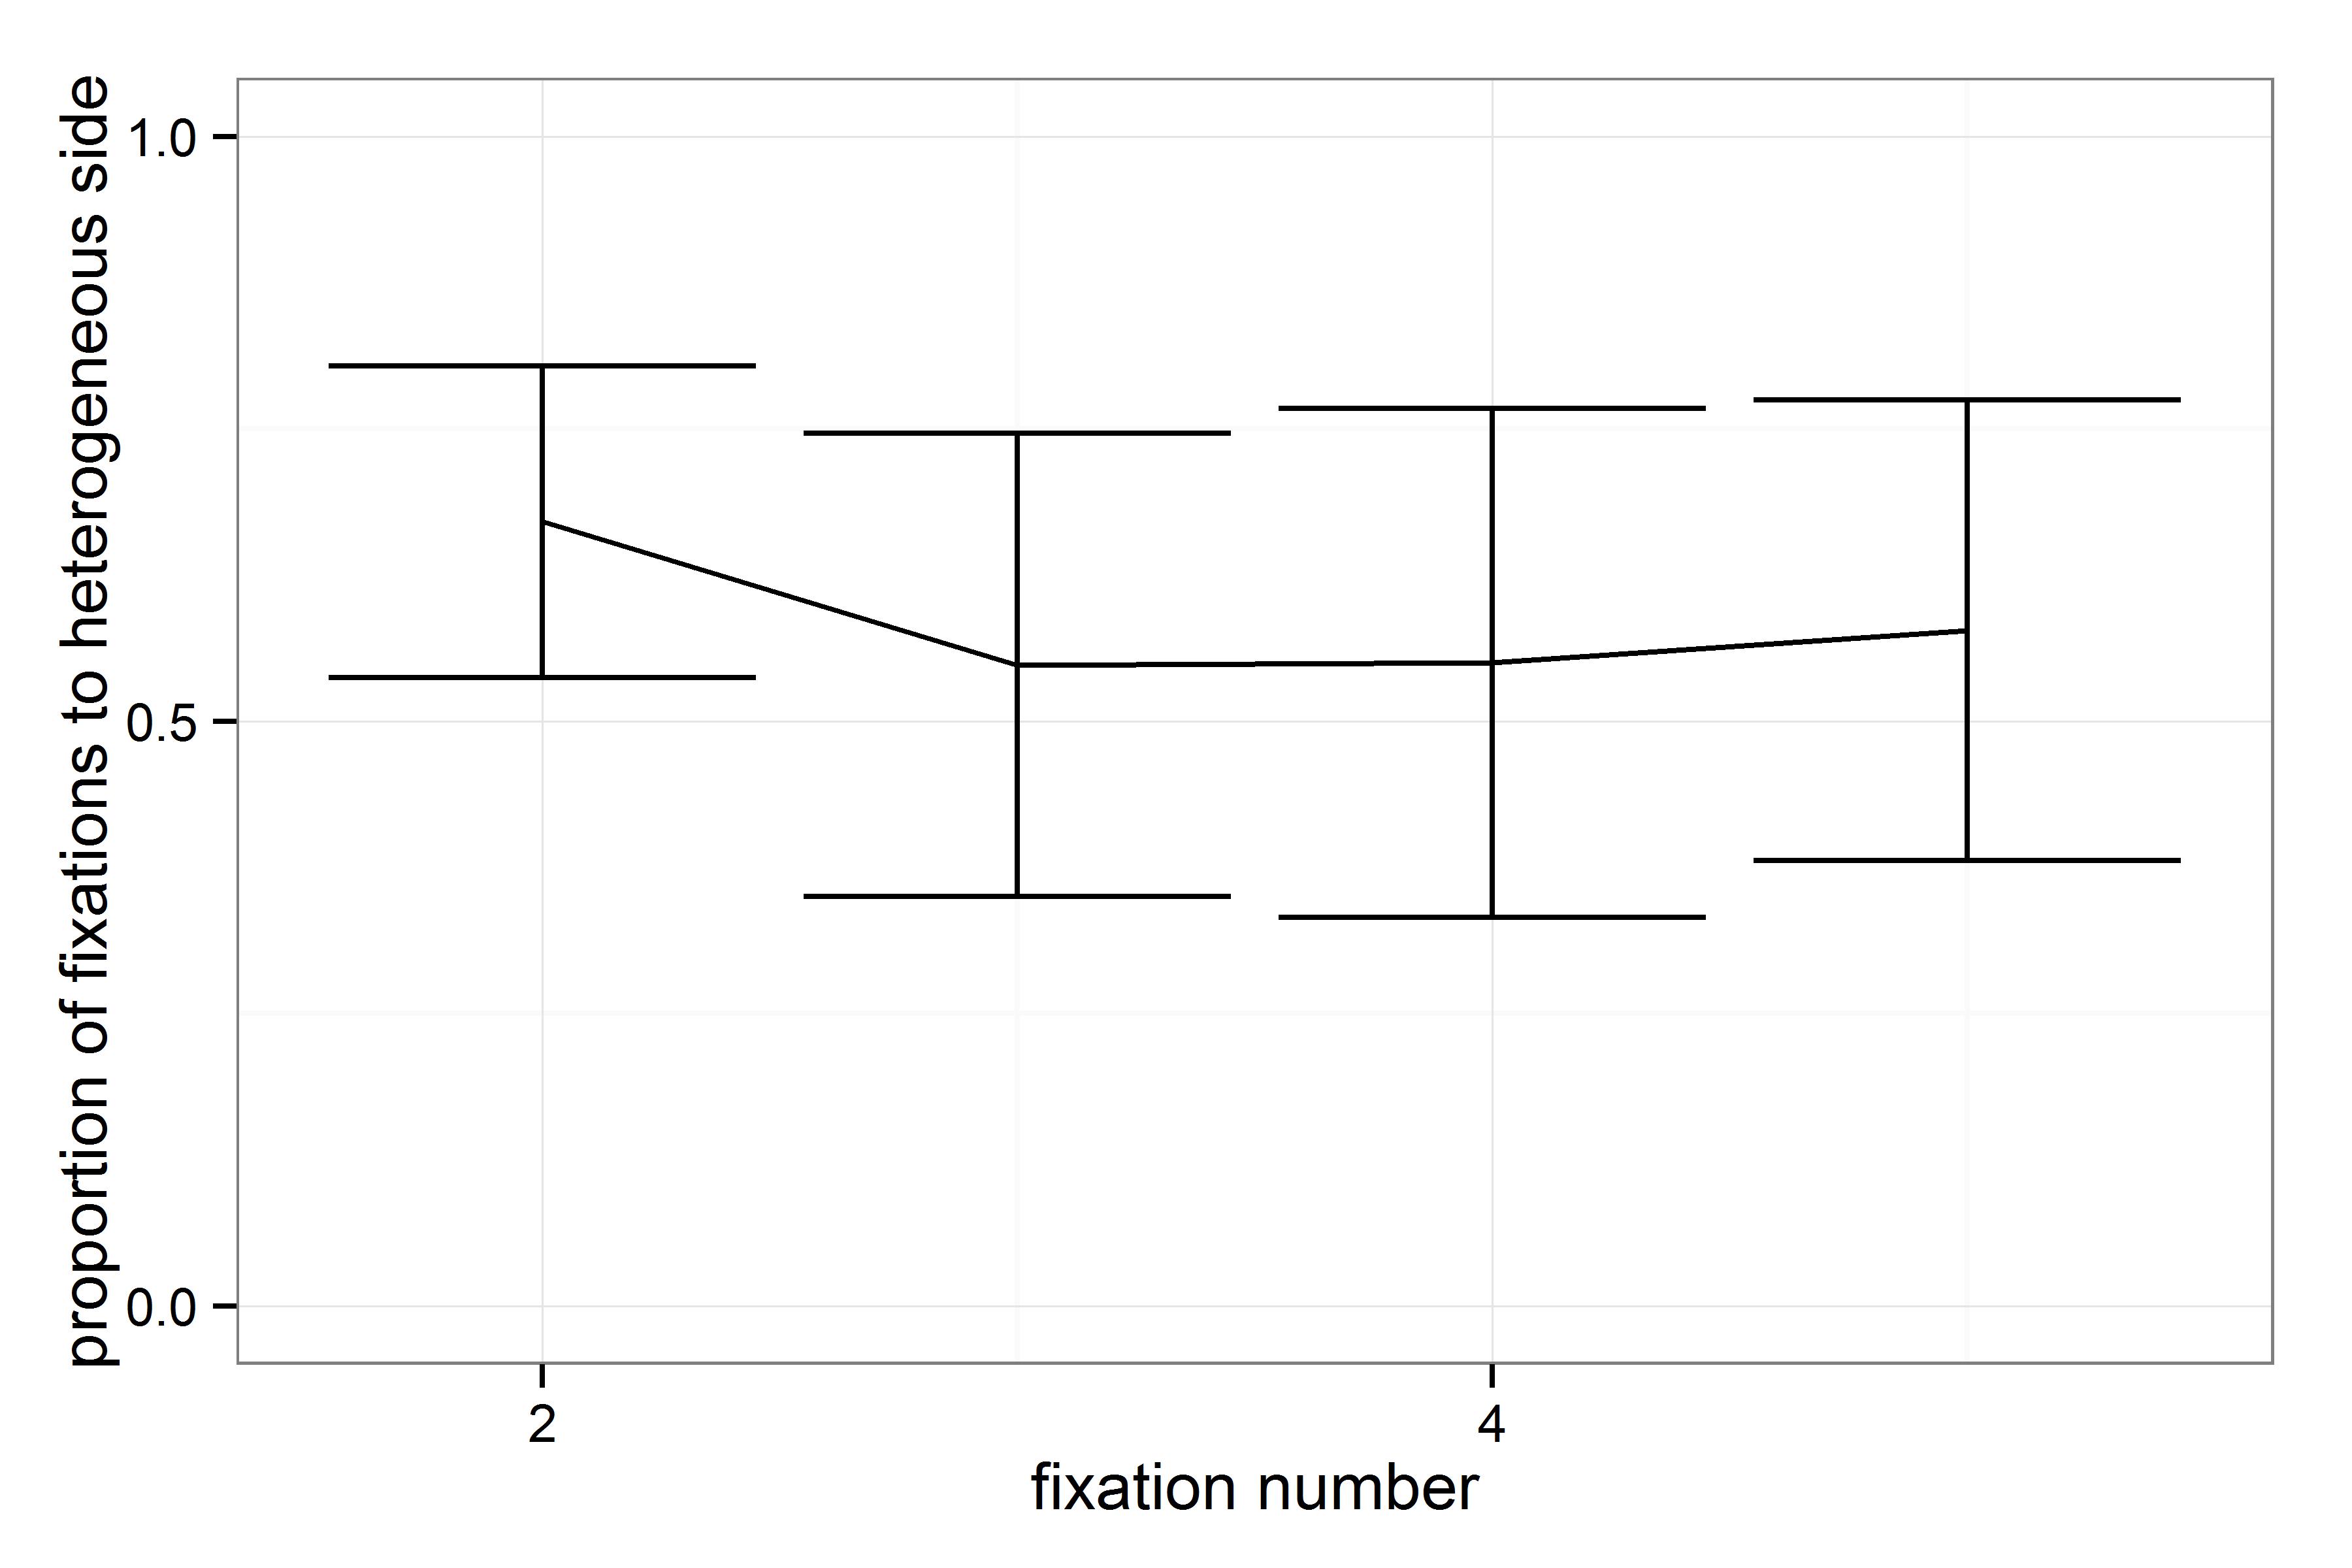 proportion of fixations to heterogeneous side
1.0
0.5
0.0
2
4
fixation number